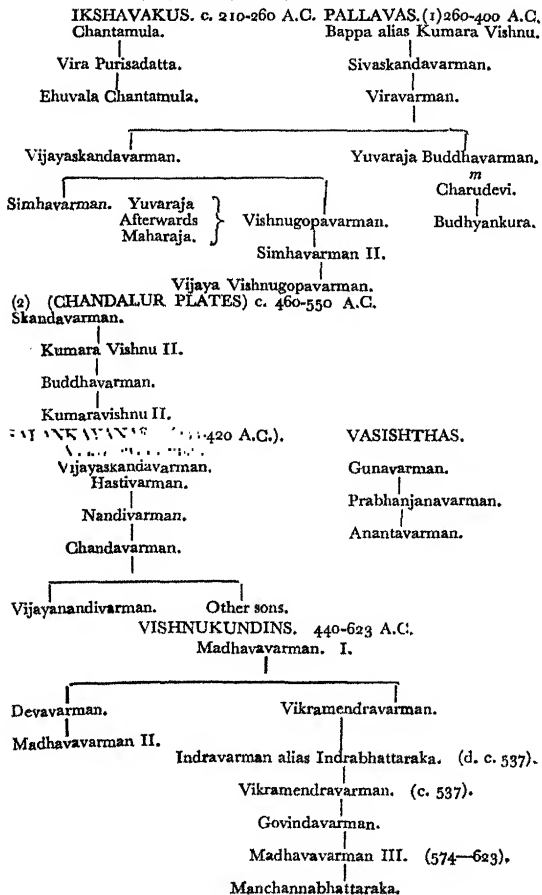 IKSHAVAKUS. c. 210-260 A.C. PALLAVAS.(1)260-400 A.C.
Chantamula. Bappa alias Kumara Vishnu.
Vira Purisadatta. Sivaskandavarman.
Ehuvala Chantamula. Viravarman.
Vijayaskandavarman. Yuvaraja Buddhavarman.
m
Charudevi.
Simhavarman. Yuvaraja Afterwards Maharaja. } Vishnugopavarman. Budhyankura.
Simhavarman II.
Vijaya Vishnugopavarman.
(2) (CHANDALUR PLATES) c. 460-550 A.C.
Skandavarman.
Kumara Vishnu II.
Buddhavarman.
Kumaravishnu II.
-420 A.C.). VASISHTHAS.
Vijayaskandavarman. Gunavarman.
Hastivarman.
Prabhanjanavarman.
Nandivarman.
Anantavarman.
Chandavarman.
Vijayanandivarman. Other sons.
VISHNUKUNDINS. 440-623 A.C.
Madhavavarman. I.
Devavarman. Vikramendravarman.
Madhavavarman II.
Indravarman alias Indrabhattaraka. (d. c. 537).
Vikramendravarman. (c. 537).
Govindavarman.
Madhavavarman III. (574—623).
Manchannabhattaraka.